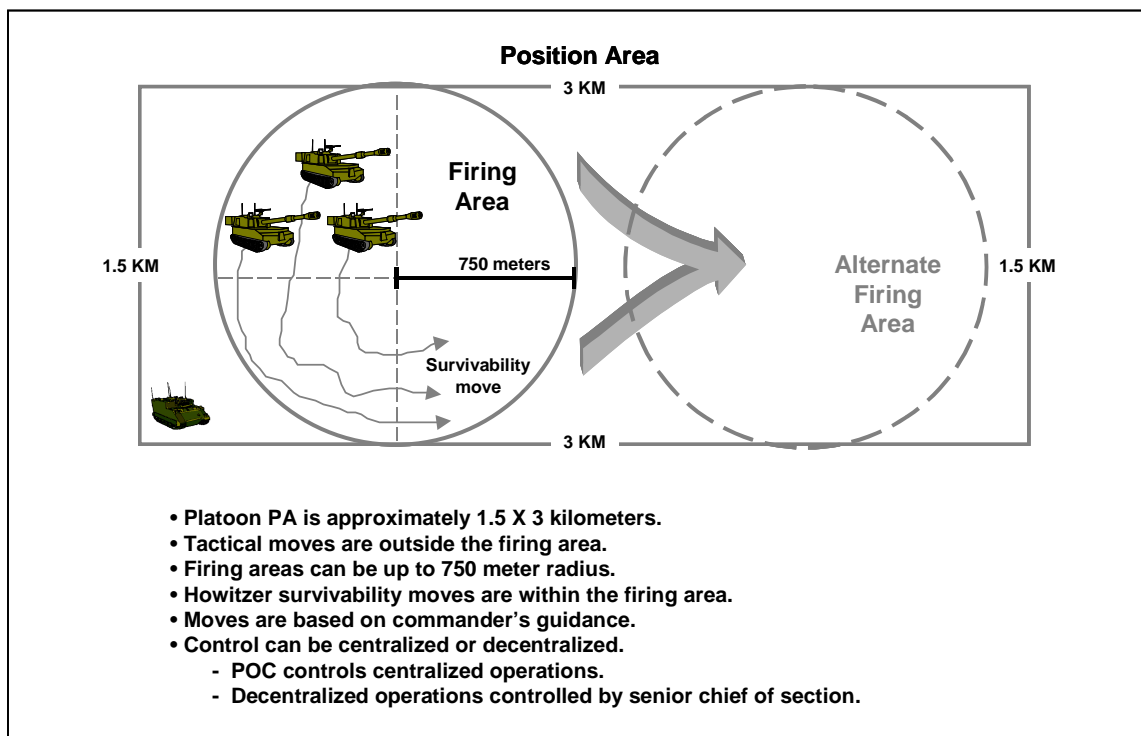 Position Area
3 KM
Firing
Area
1.5 KM
750 meters
Alternate
Firing
Area
1.5 KM
Survivability
move
3 KM
• Platoon PA is approximately 1.5 X 3 kilometers.
• Tactical moves are outside the firing area.
• Firing areas can be up to 750 meter radius.
• Howitzer survivability moves are within the firing area.
• Moves are based on commander’s guidance.
• Control can be centralized or decentralized.
- POC controls centralized operations.
- Decentralized operations controlled by senior chief of section.